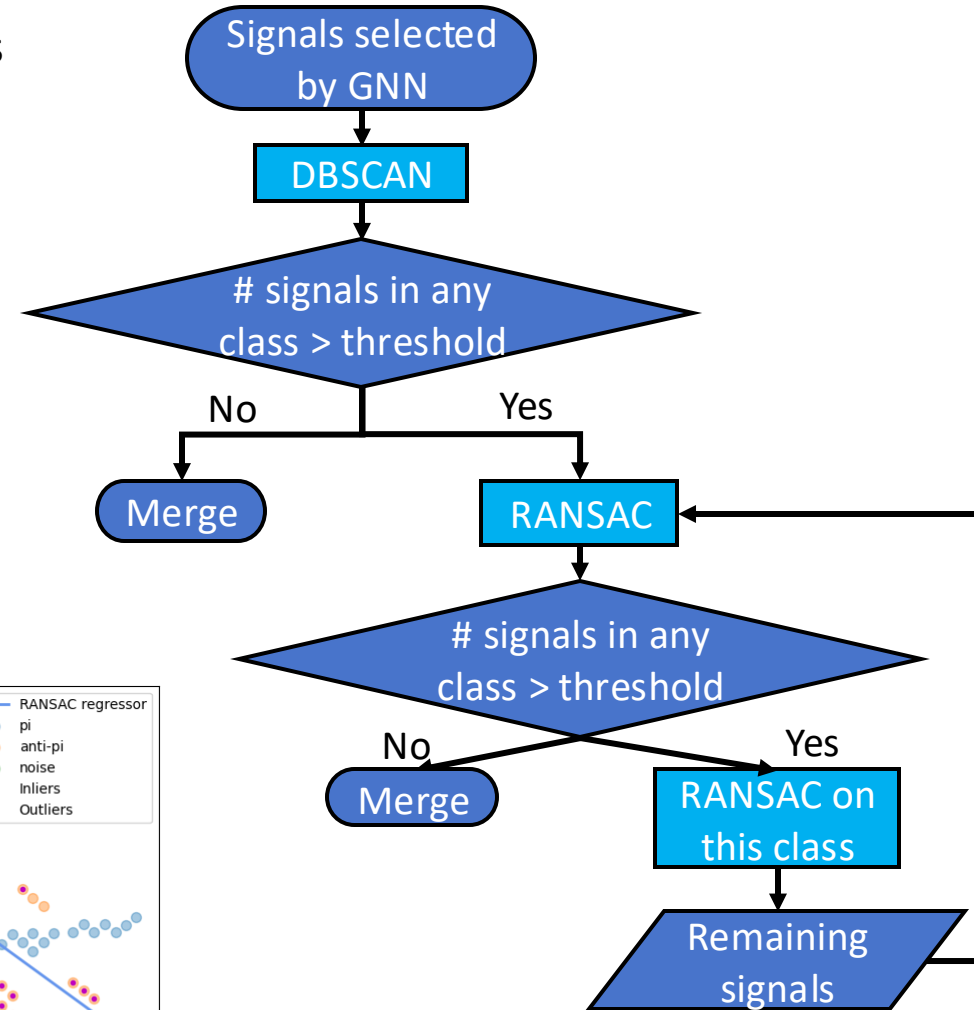 s
Signals selected
by GNN
DBSCAN
# signals in any
class > threshold
No
Yes
Merge
RANSAC
# signals in any
class > threshold
No
Yes
Merge
RANSAC on
this class
Remaining
signals
RANSAC regressor
pi
anti-pi
noise
Inliers
Outliers